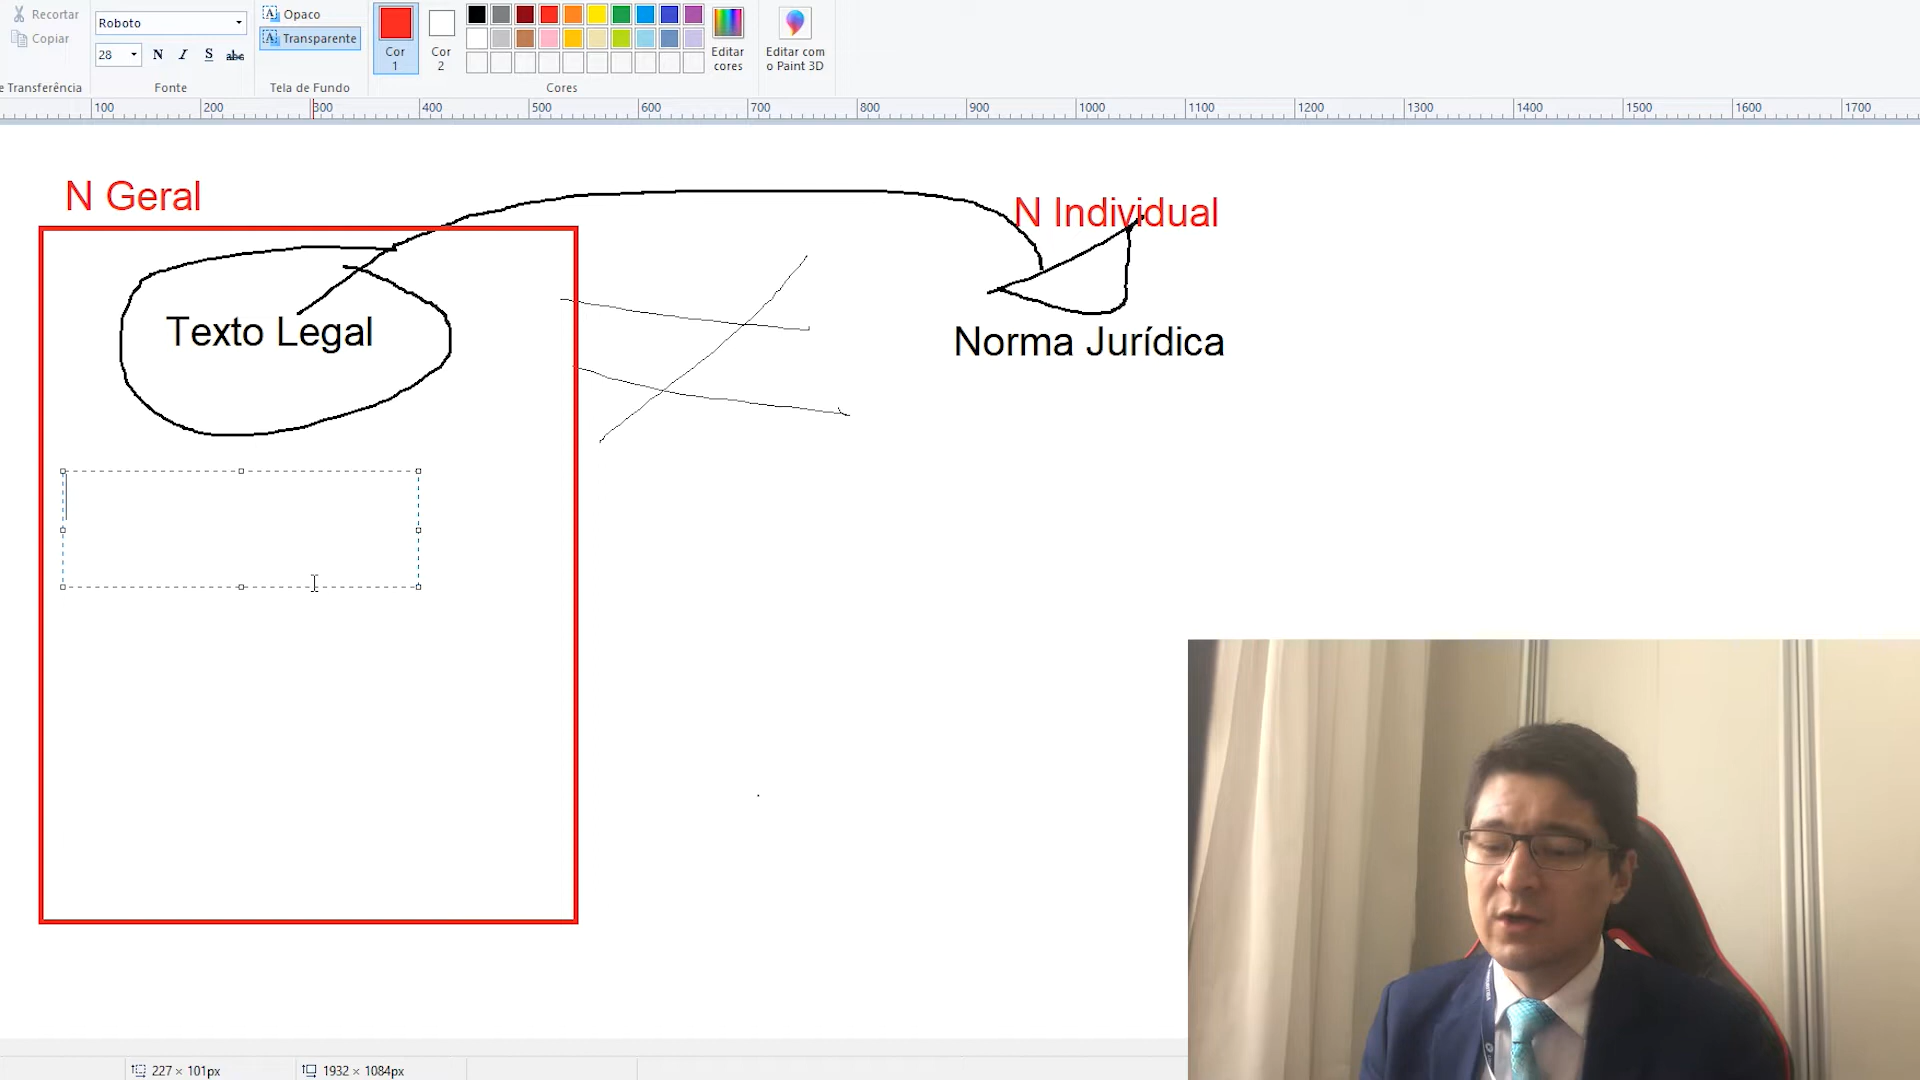 Recortar
Copiar
e Transferência
Roboto
28
N I S abc
Fonte
Opaco
Transparente
Tela de Fundo
Cor
1
Cor
2
Cores
Editar
cores
Editar com
o Paint 3D
100 200 300 400 500 600 700 800 900 1000 1100 1200 1300 1400 1500 1600 1700
N Geral
N Individual
Texto Legal
Norma Jurídica
227 × 101px
1932 × 1084px